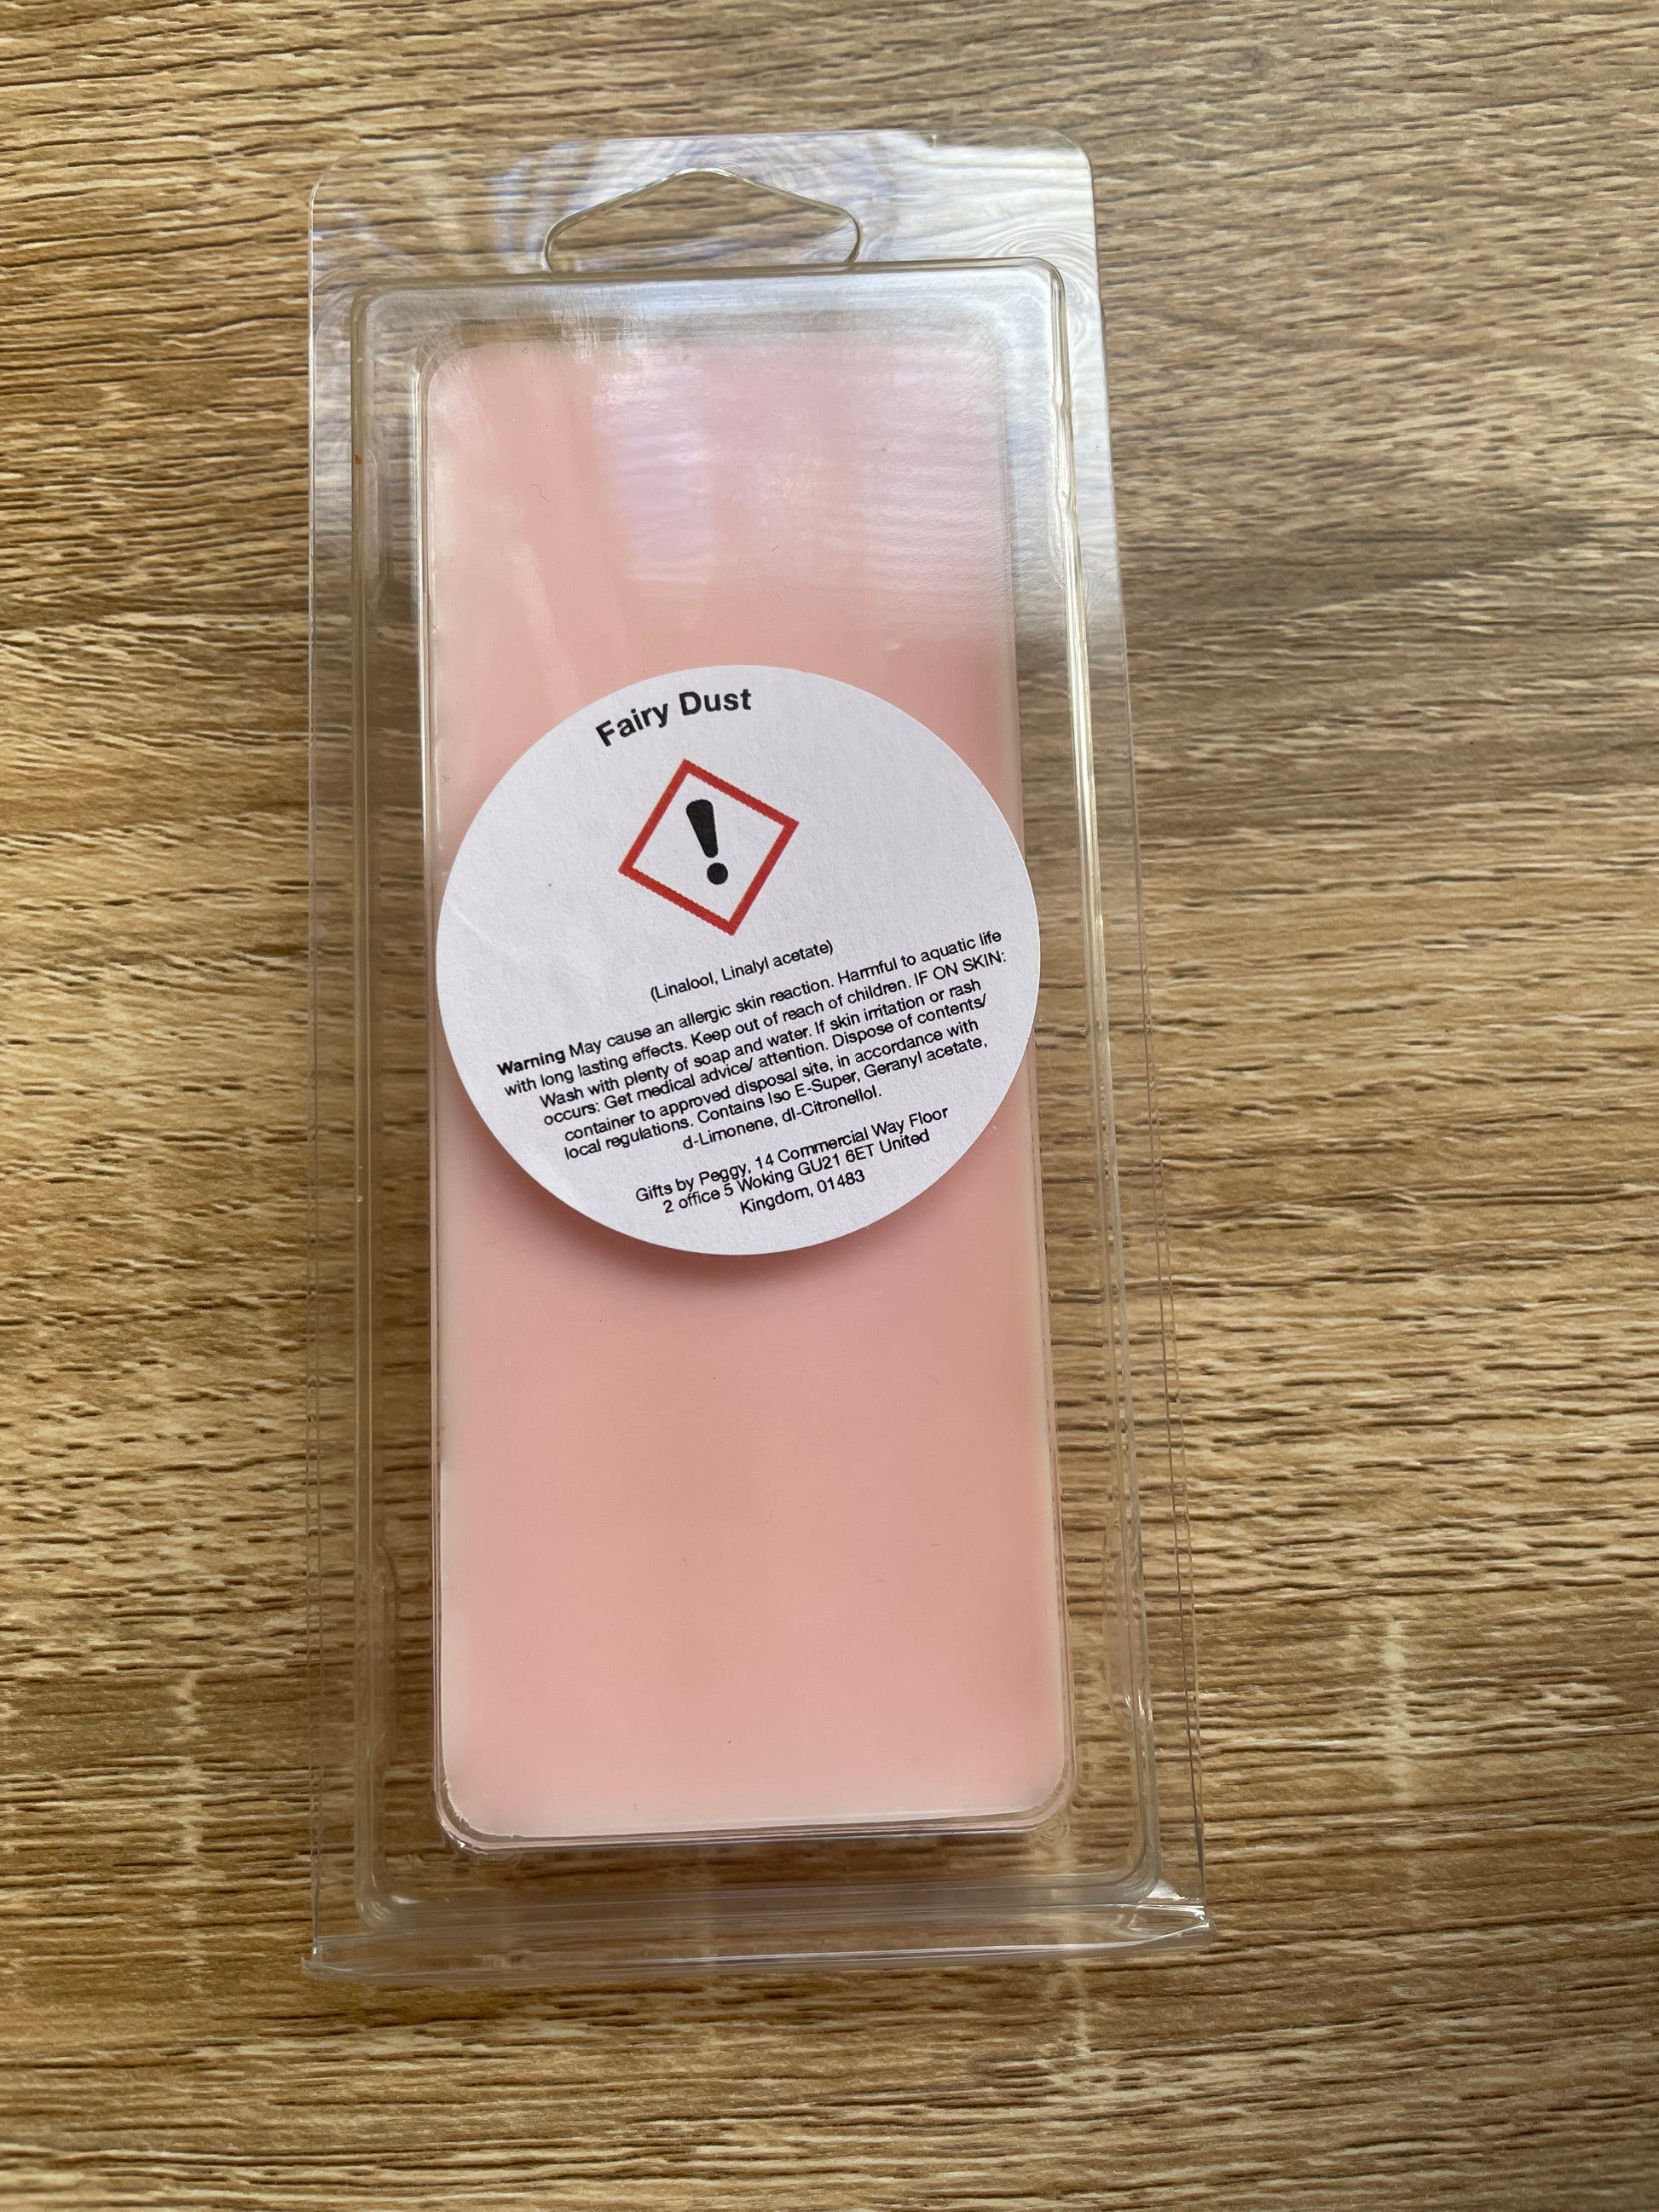 Fairy Dust
!
(Linalool, Linalyl acetate)
Warning May cause an allergic skin reaction. Harmful to aquatic life
with long lasting effects. Keep out of reach of children. IF ON SKIN:
Wash with plenty of soap and water. If skin irritation or rash
occurs: Get medical advice/ attention. Dispose of contents/
container to approved disposal site, in accordance with
local regulations. Contains Iso E-Super, Geranyl acetate,
d-Limonene, dl-Citronellol.
Gifts by Peggy, 14 Commercial Way Floor
2 office 5 Woking GU21 6ET United
Kingdom, 01483